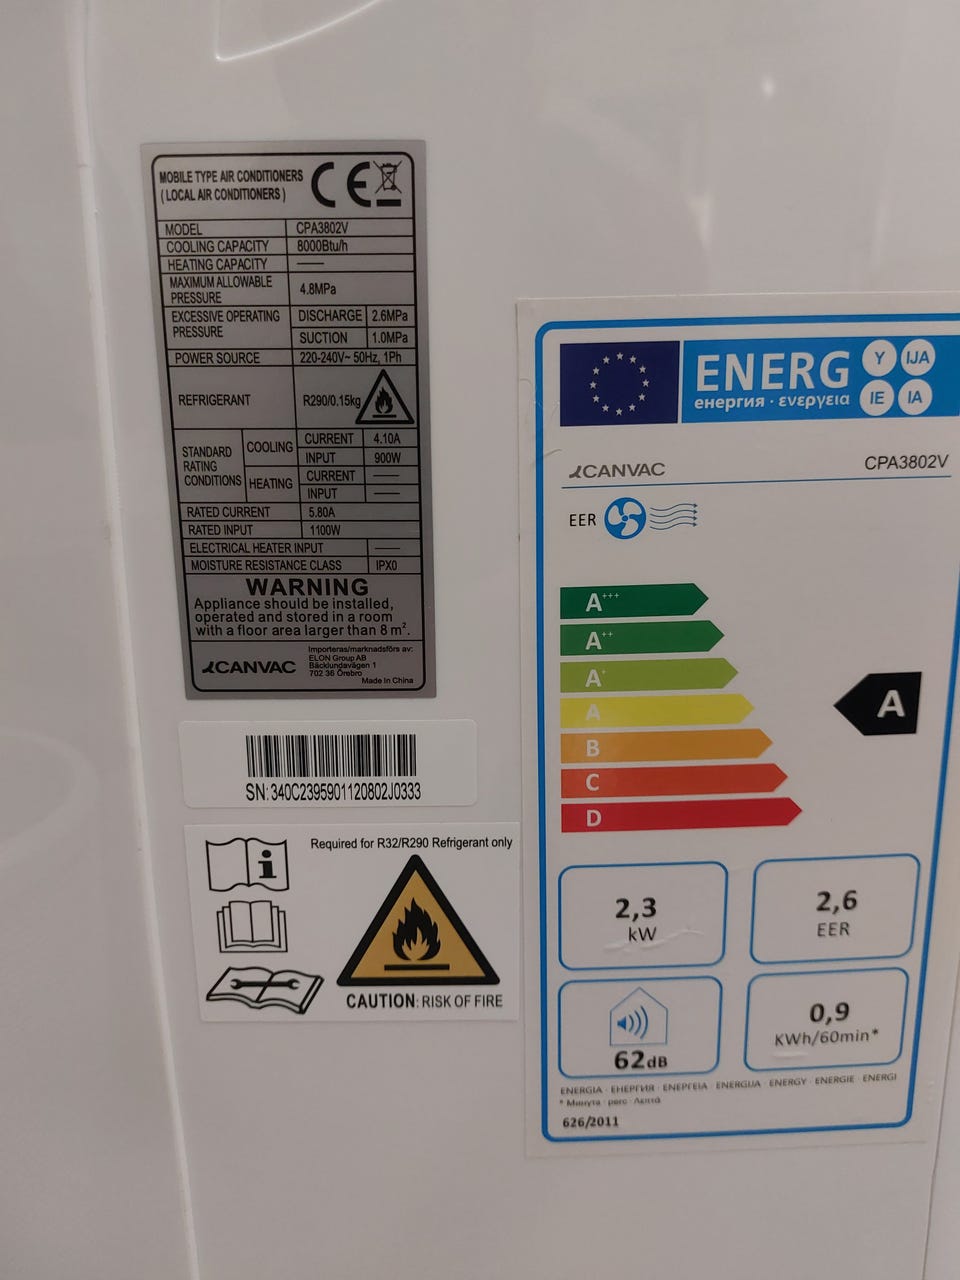 MOBILE TYPE AIR CONDITIONERS
( LOCAL AIR CONDITIONERS )
CE
MODEL CPA3802V
COOLING CAPACITY 8000Btu/h
HEATING CAPACITY ——
MAXIMUM ALLOWABLE PRESSURE 4.8MPa
EXCESSIVE OPERATING PRESSURE DISCHARGE 2.6MPa
SUCTION 1.0MPa
POWER SOURCE 220-240V~ 50Hz, 1Ph
REFRIGERANT R290/0.15kg
STANDARD RATING CONDITIONS COOLING CURRENT 4.10A
INPUT 900W
HEATING CURRENT ——
INPUT ——
RATED CURRENT 5.80A
RATED INPUT 1100W
ELECTRICAL HEATER INPUT ——
MOISTURE RESISTANCE CLASS IPX0
WARNING
Appliance should be installed,
operated and stored in a room
with a floor area larger than 8 m².
CANVAC
Importeras/marknadsförs av:
ELON Group AB
Bäcklundavägen 1
702 36 Örebro
Made In China
SN:340C2395901120802J0333
Required for R32/R290 Refrigerant only
i
CAUTION: RISK OF FIRE
ENERG
енергия · ενεργεια
Y IJA
IE IA
CANVAC CPA3802V
EER
A+++
A++
A+
A
B
C
D
A
2,3
kW
2,6
EER
62dB
0,9
KWh/60min*
ENERGIA · ЕНЕРГИЯ · ΕΝΕΡΓΕΙΑ · ENERGIJA · ENERGY · ENERGIE · ENERGI
* Минута · perc · Λεπτά
626/2011